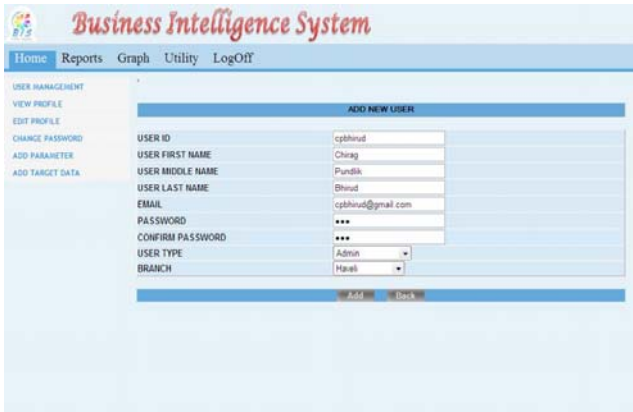 BIS
Business Intelligence System
Home Reports Graph Utility LogOff
USER MANAGEMENT
VIEW PROFILE
EDIT PROFILE
CHANGE PASSWORD
ADD PARAMETER
ADD TARGET DATA
ADD NEW USER
USER ID cpbhirud
USER FIRST NAME Chirag
USER MIDDLE NAME Pundlik
USER LAST NAME Bhirud
EMAIL cpbhirud@gmail.com
PASSWORD •••
CONFIRM PASSWORD •••
USER TYPE Admin
BRANCH Haveli
Add Back